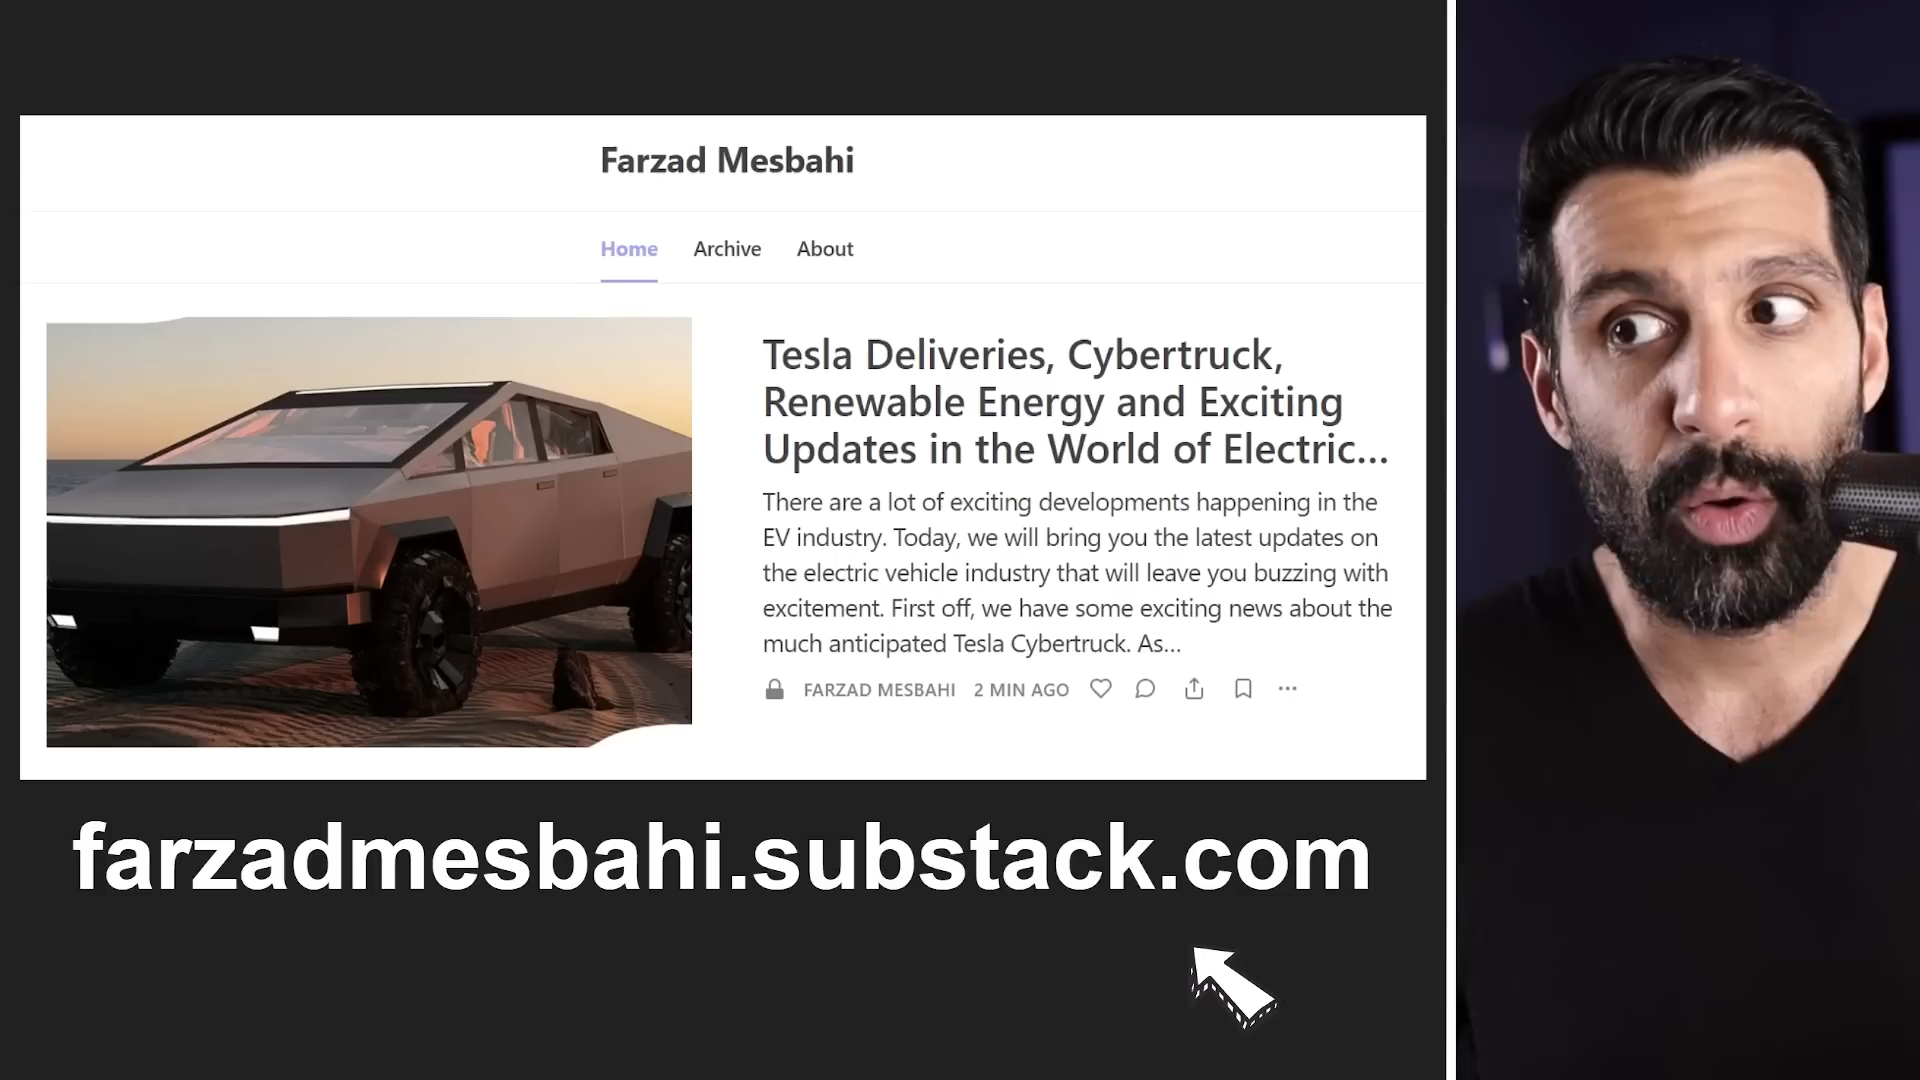 Farzad Mesbahi
Home Archive About
Tesla Deliveries, Cybertruck,
Renewable Energy and Exciting
Updates in the World of Electric...
There are a lot of exciting developments happening in the
EV industry. Today, we will bring you the latest updates on
the electric vehicle industry that will leave you buzzing with
excitement. First off, we have some exciting news about the
much anticipated Tesla Cybertruck. As...
FARZAD MESBAHI 2 MIN AGO
farzadmesbahi.substack.com